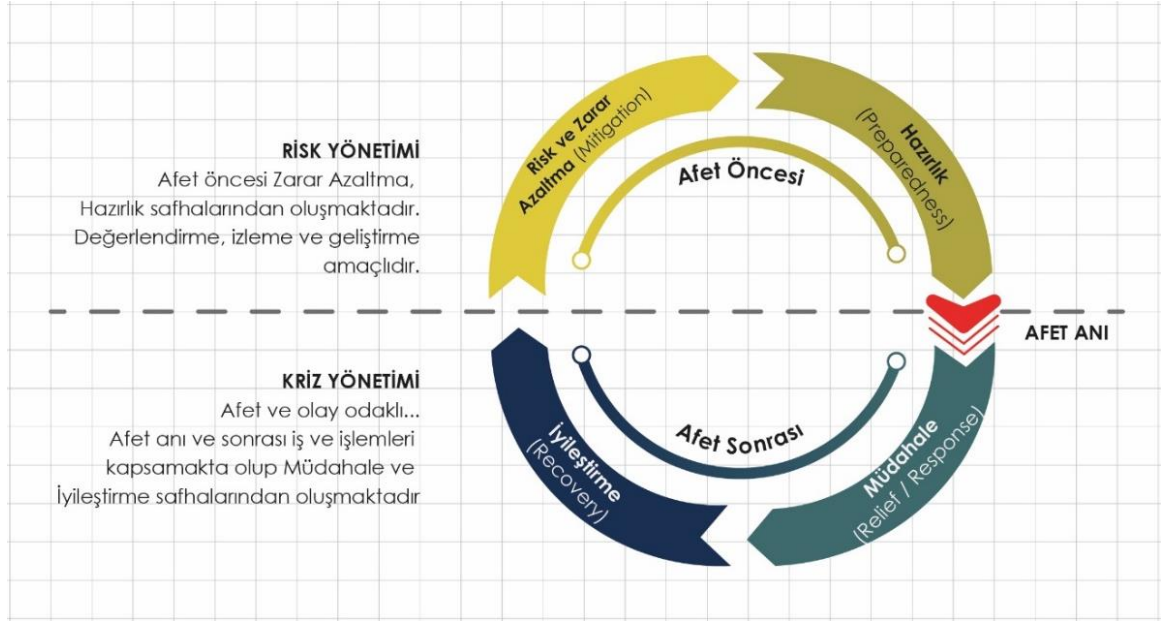 RİSK YÖNETİMİ
Afet öncesi Zarar Azaltma,
Hazırlık safhalarından oluşmaktadır.
Değerlendirme, izleme ve geliştirme
amaçlıdır.
Risk ve Zarar
Azaltma (Mitigation)
Hazırlık
(Preparedness)
Afet Öncesi
AFET ANI
KRİZ YÖNETİMİ
Afet ve olay odaklı...
Afet anı ve sonrası iş ve işlemleri
kapsamakta olup Müdahale ve
İyileştirme safhalarından oluşmaktadır
Afet Sonrası
İyileştirme
(Recovery)
Müdahale
(Relief / Response)